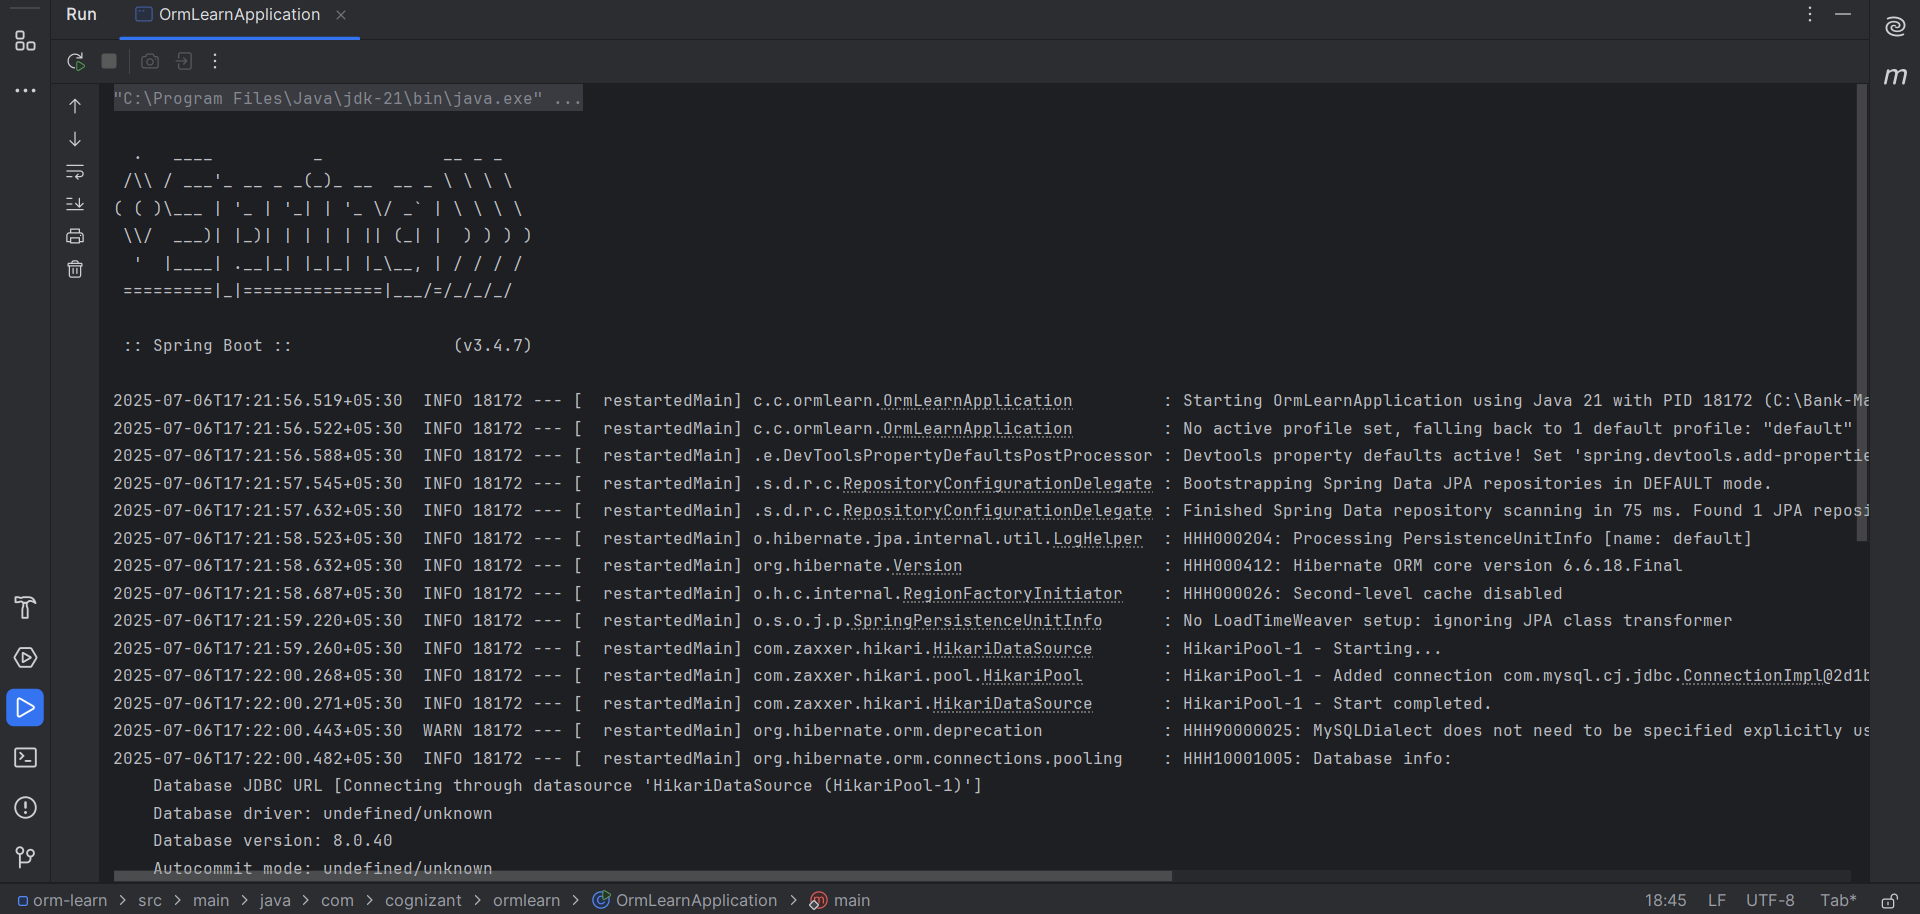 Run OrmLearnApplication
"C:\Program Files\Java\jdk-21\bin\java.exe" ...
  .   ____          _            __ _ _
 /\\ / ___'_ __ _ _(_)_ __  __ _ \ \ \ \
( ( )\___ | '_ | '_| | '_ \/ _` | \ \ \ \
 \\/  ___)| |_)| | | | | || (_| |  ) ) ) )
  '  |____| .__|_| |_|_| |_\__, | / / / /
 =========|_|==============|___/=/_/_/_/
 :: Spring Boot ::                (v3.4.7)
2025-07-06T17:21:56.519+05:30  INFO 18172 --- [  restartedMain] c.c.ormlearn.OrmLearnApplication         : Starting OrmLearnApplication using Java 21 with PID 18172 (C:\Bank-Ma
2025-07-06T17:21:56.522+05:30  INFO 18172 --- [  restartedMain] c.c.ormlearn.OrmLearnApplication         : No active profile set, falling back to 1 default profile: "default"
2025-07-06T17:21:56.588+05:30  INFO 18172 --- [  restartedMain] .e.DevToolsPropertyDefaultsPostProcessor : Devtools property defaults active! Set 'spring.devtools.add-propertie
2025-07-06T17:21:57.545+05:30  INFO 18172 --- [  restartedMain] .s.d.r.c.RepositoryConfigurationDelegate : Bootstrapping Spring Data JPA repositories in DEFAULT mode.
2025-07-06T17:21:57.632+05:30  INFO 18172 --- [  restartedMain] .s.d.r.c.RepositoryConfigurationDelegate : Finished Spring Data repository scanning in 75 ms. Found 1 JPA reposi
2025-07-06T17:21:58.523+05:30  INFO 18172 --- [  restartedMain] o.hibernate.jpa.internal.util.LogHelper  : HHH000204: Processing PersistenceUnitInfo [name: default]
2025-07-06T17:21:58.632+05:30  INFO 18172 --- [  restartedMain] org.hibernate.Version                    : HHH000412: Hibernate ORM core version 6.6.18.Final
2025-07-06T17:21:58.687+05:30  INFO 18172 --- [  restartedMain] o.h.c.internal.RegionFactoryInitiator    : HHH000026: Second-level cache disabled
2025-07-06T17:21:59.220+05:30  INFO 18172 --- [  restartedMain] o.s.o.j.p.SpringPersistenceUnitInfo      : No LoadTimeWeaver setup: ignoring JPA class transformer
2025-07-06T17:21:59.260+05:30  INFO 18172 --- [  restartedMain] com.zaxxer.hikari.HikariDataSource       : HikariPool-1 - Starting...
2025-07-06T17:22:00.268+05:30  INFO 18172 --- [  restartedMain] com.zaxxer.hikari.pool.HikariPool        : HikariPool-1 - Added connection com.mysql.cj.jdbc.ConnectionImpl@2d1b
2025-07-06T17:22:00.271+05:30  INFO 18172 --- [  restartedMain] com.zaxxer.hikari.HikariDataSource       : HikariPool-1 - Start completed.
2025-07-06T17:22:00.443+05:30  WARN 18172 --- [  restartedMain] org.hibernate.orm.deprecation            : HHH90000025: MySQLDialect does not need to be specified explicitly us
2025-07-06T17:22:00.482+05:30  INFO 18172 --- [  restartedMain] org.hibernate.orm.connections.pooling    : HHH10001005: Database info:
    Database JDBC URL [Connecting through datasource 'HikariDataSource (HikariPool-1)']
    Database driver: undefined/unknown
    Database version: 8.0.40
    Autocommit mode: undefined/unknown
orm-learn > src > main > java > com > cognizant > ormlearn > OrmLearnApplication > main 18:45 LF UTF-8 Tab*